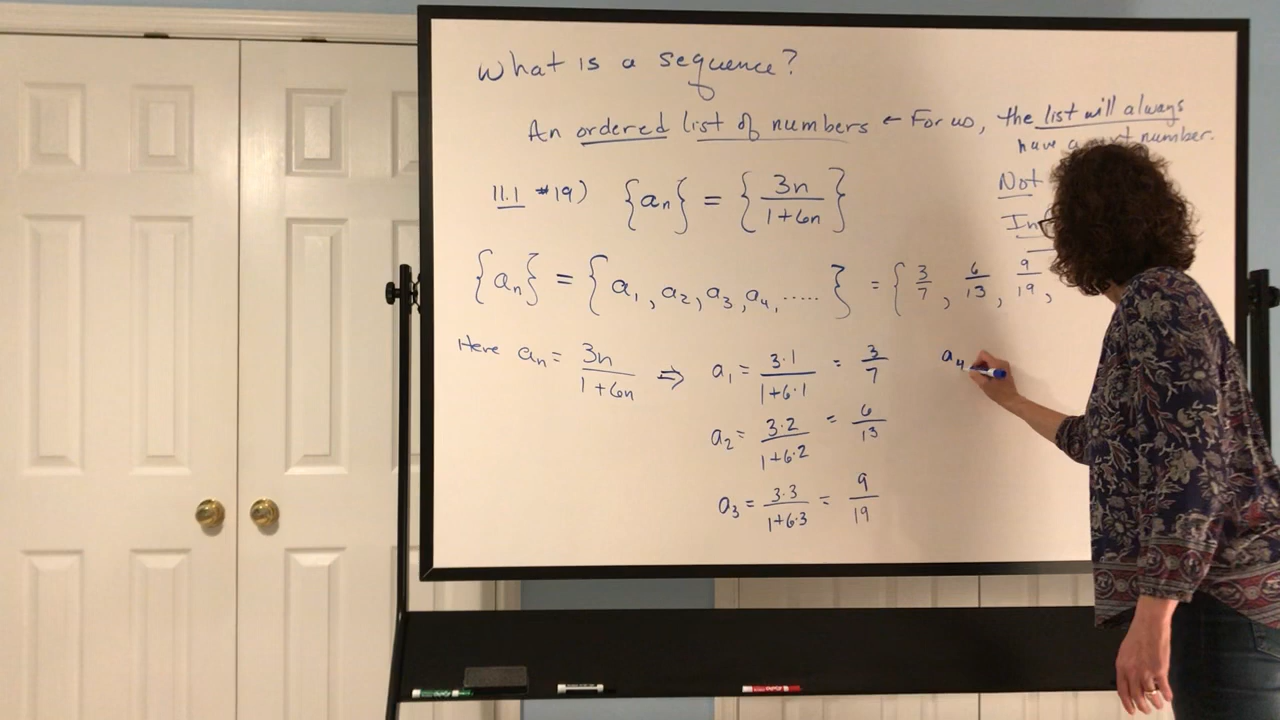 What is a sequence?
An ordered list of numbers ← For us, the list will always
have a number.
11.1 #19) {aₙ} = {3n/(1+6n)}
Not
In
{aₙ} = {a₁, a₂, a₃, a₄, .....} = {3/7, 6/13, 9/19,
Here aₙ = 3n/(1+6n) ⇒ a₁ = 3·1/(1+6·1) = 3/7
a₄
a₂ = 3·2/(1+6·2) = 6/13
a₃ = 3·3/(1+6·3) = 9/19